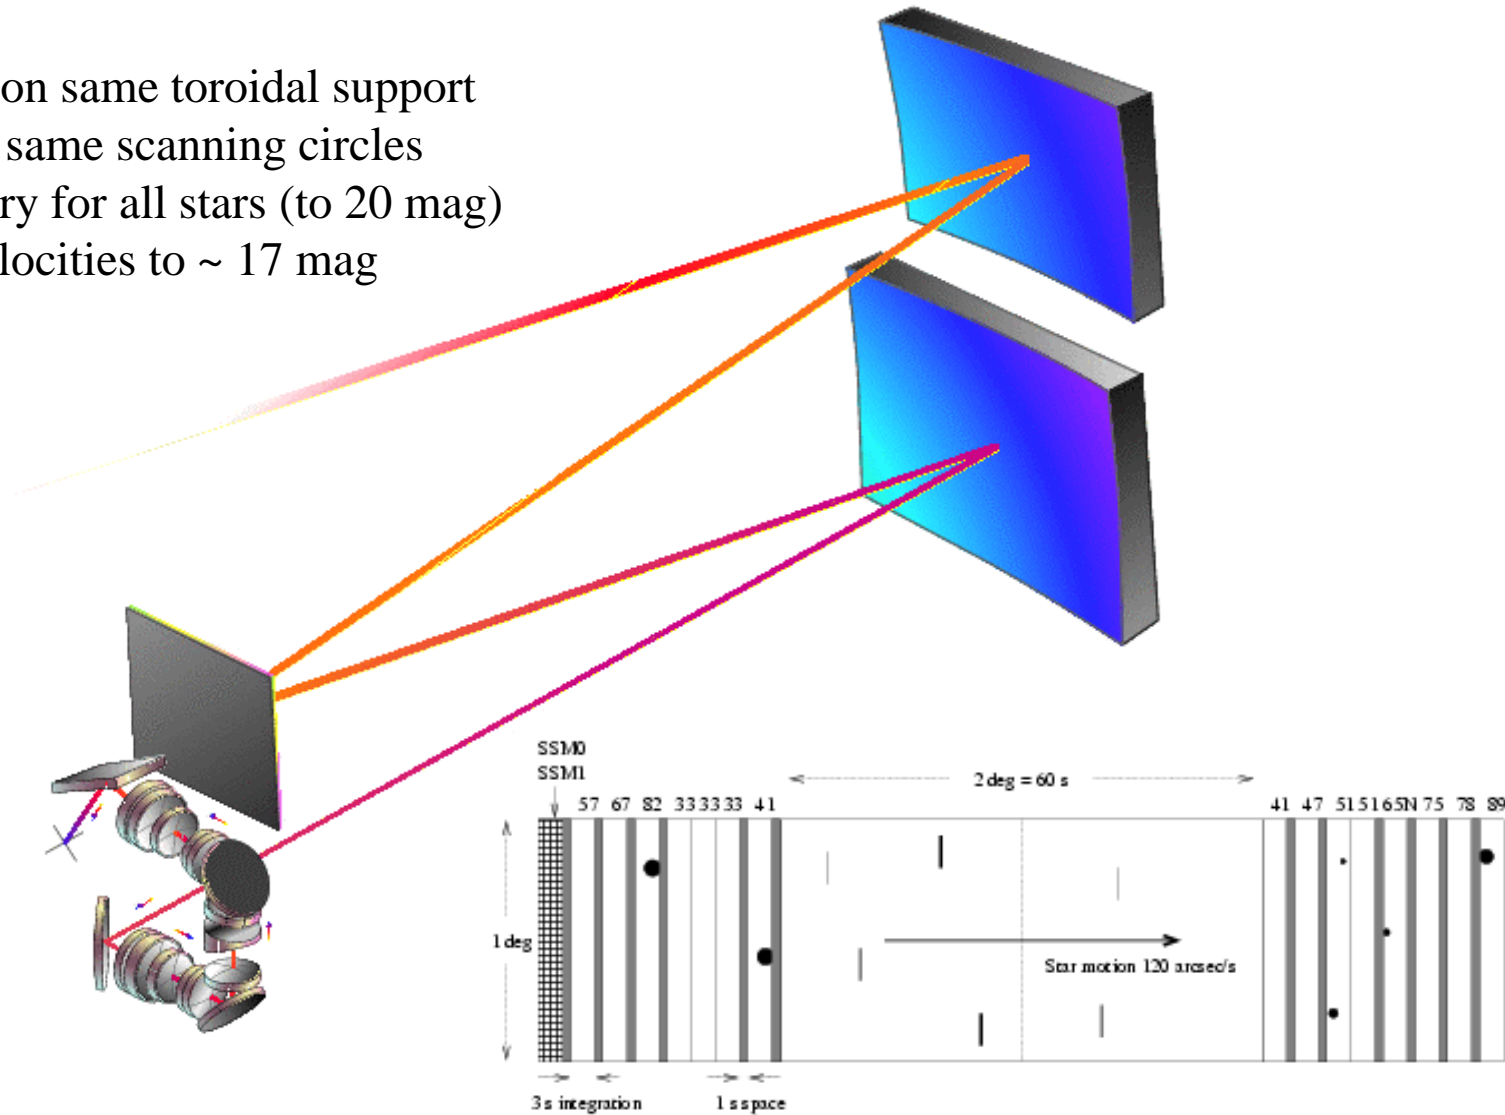 on same toroidal support
same scanning circles
ry for all stars (to 20 mag)
locities to ~ 17 mag
SSM0
SSM1
2 deg = 60 s
57 67 82 33 33 33 41
41 47 51 51 65N 75 78 89
1 deg
Star motion 120 arcsec/s
3 s integration 1 s space